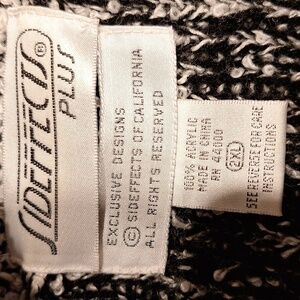 SIDEFFECTS®
PLUS
EXCLUSIVE DESIGNS
© SIDEFFECTS OF CALIFORNIA
ALL RIGHTS RESERVED
100% ACRYLIC
MADE IN CHINA
RN 44000
2XL
SEE REVERSE FOR CARE
INSTRUCTIONS